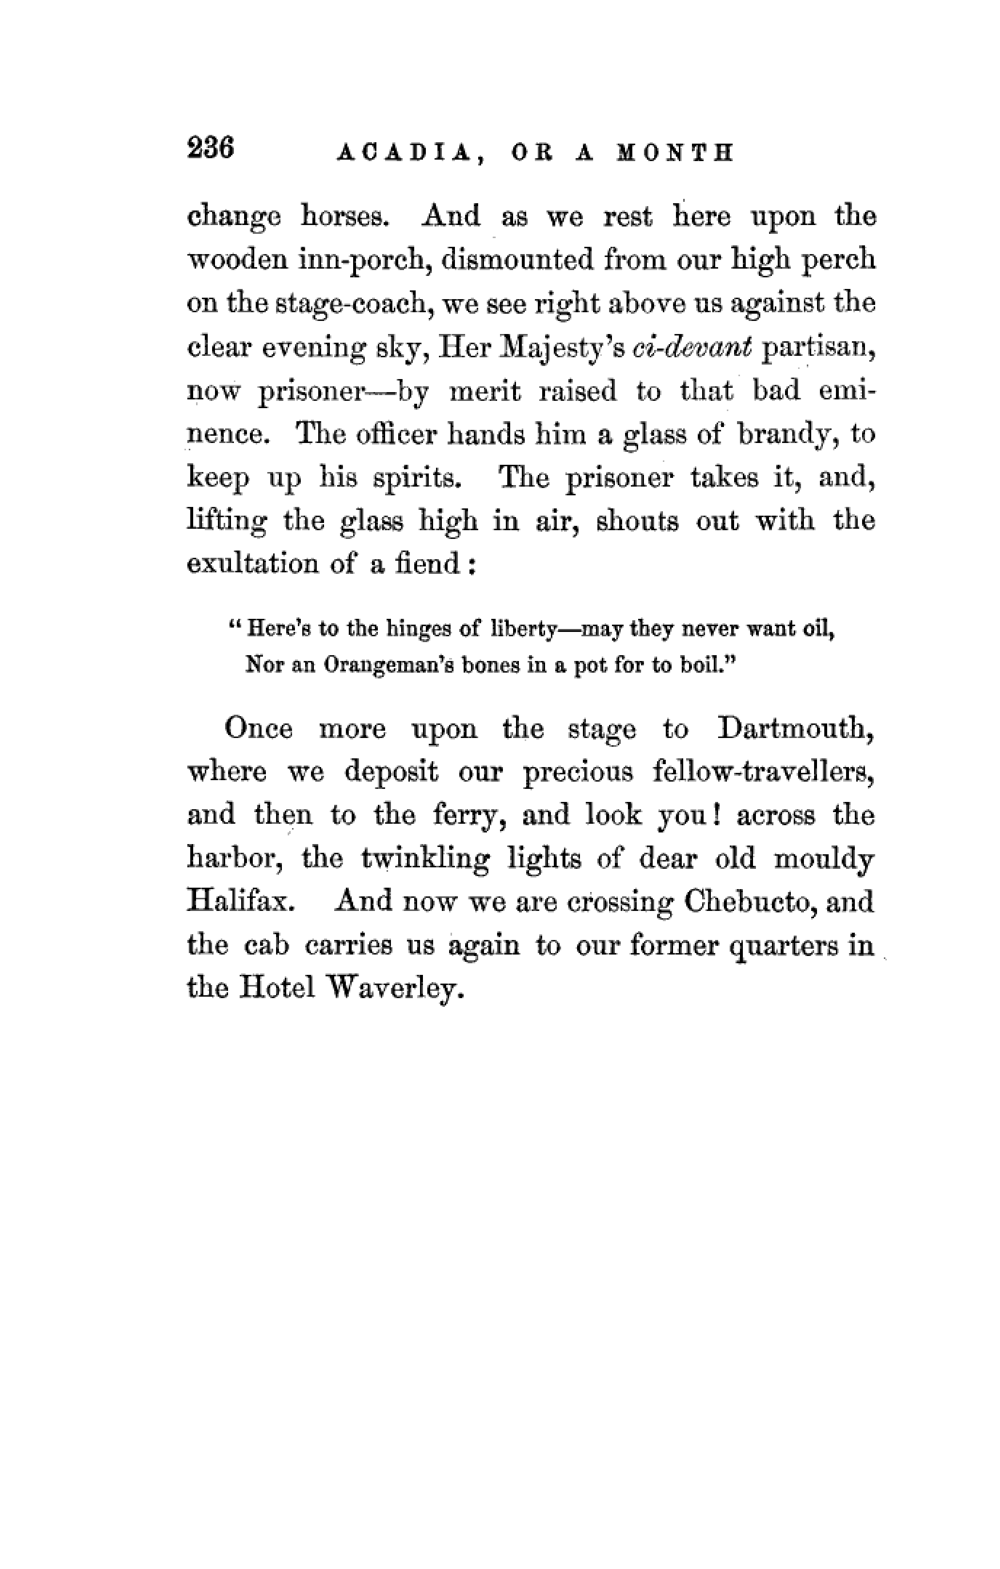 236 ACADIA, OR A MONTH
change horses. And as we rest here upon the
wooden inn-porch, dismounted from our high perch
on the stage-coach, we see right above us against the
clear evening sky, Her Majesty's ci-devant partisan,
now prisoner—by merit raised to that bad emi-
nence. The officer hands him a glass of brandy, to
keep up his spirits. The prisoner takes it, and,
lifting the glass high in air, shouts out with the
exultation of a fiend:
"Here's to the hinges of liberty—may they never want oil,
Nor an Orangeman's bones in a pot for to boil."
Once more upon the stage to Dartmouth,
where we deposit our precious fellow-travellers,
and then to the ferry, and look you! across the
harbor, the twinkling lights of dear old mouldy
Halifax. And now we are crossing Chebucto, and
the cab carries us again to our former quarters in
the Hotel Waverley.